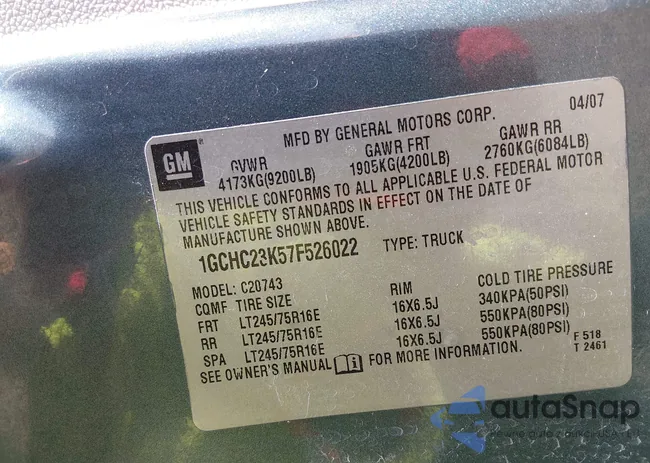 GM
MFD BY GENERAL MOTORS CORP. 04/07
GVWR GAWR FRT GAWR RR
4173KG(9200LB) 1905KG(4200LB) 2760KG(6084LB)
THIS VEHICLE CONFORMS TO ALL APPLICABLE U.S. FEDERAL MOTOR
VEHICLE SAFETY STANDARDS IN EFFECT ON THE DATE OF
MANUFACTURE SHOWN ABOVE.
1GCHC23K57F526022 TYPE: TRUCK
MODEL: C20743
CQMF TIRE SIZE RIM COLD TIRE PRESSURE
FRT LT245/75R16E 16X6.5J 340KPA(50PSI)
RR LT245/75R16E 16X6.5J 550KPA(80PSI)
SPA LT245/75R16E 16X6.5J 550KPA(80PSI)
SEE OWNER'S MANUAL FOR MORE INFORMATION.
F 518
T 2461
autoSnap